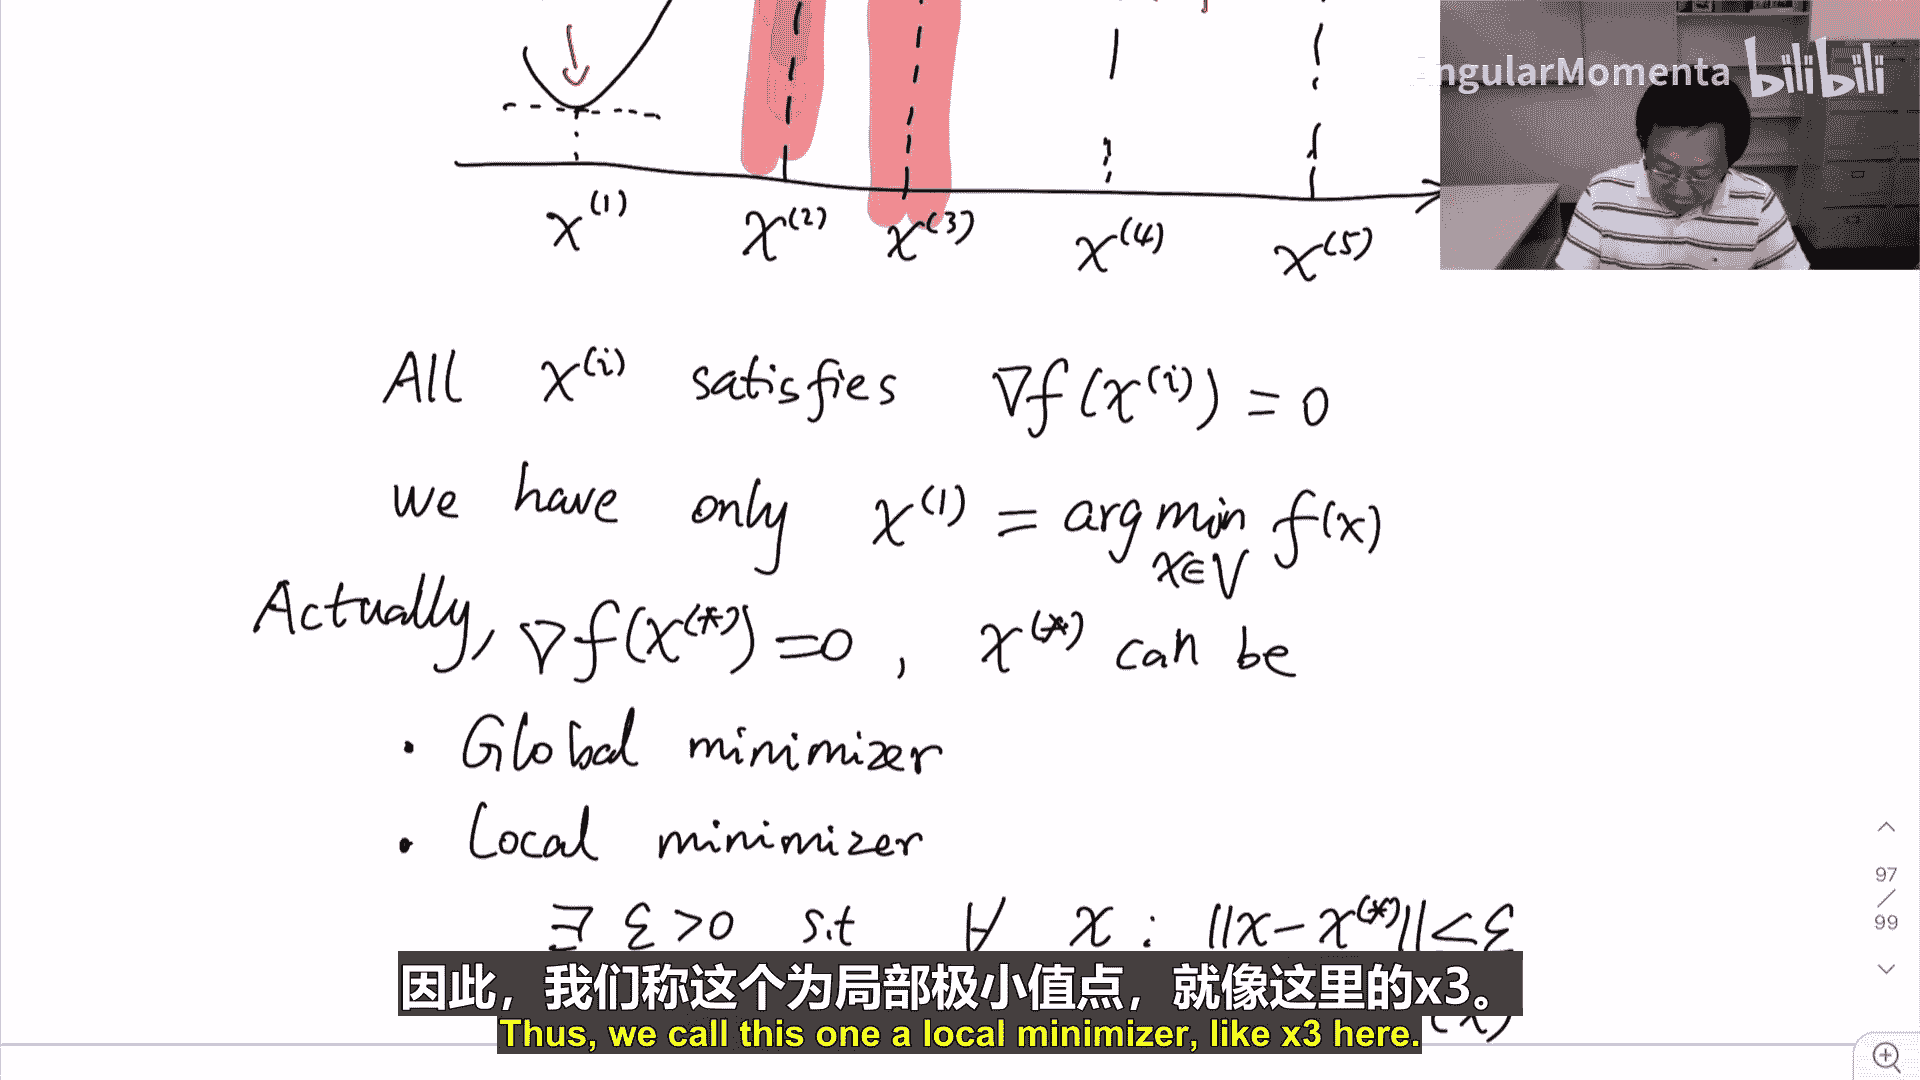 ngularMomenta bilibili
x^(1) x^(2) x^(3) x^(4) x^(5)
All x^(i) satisfies ∇f(x^(i)) = 0
we have only x^(1) = arg min f(x)
x∈V
Actually, ∇f(x^(*)) = 0, x^(*) can be
• Global minimizer
• Local minimizer
∃ ε > 0 s.t ∀ x : ||x - x^(*)|| < ε
因此，我们称这个为局部极小值点，就像这里的x3。
Thus, we call this one a local minimizer, like x3 here.
97
/
99